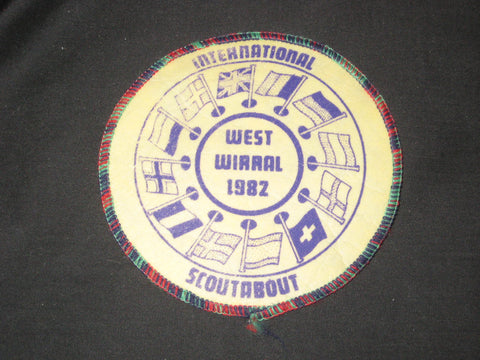 INTERNATIONAL
WEST
WIRRAL
1982
SCOUTABOUT